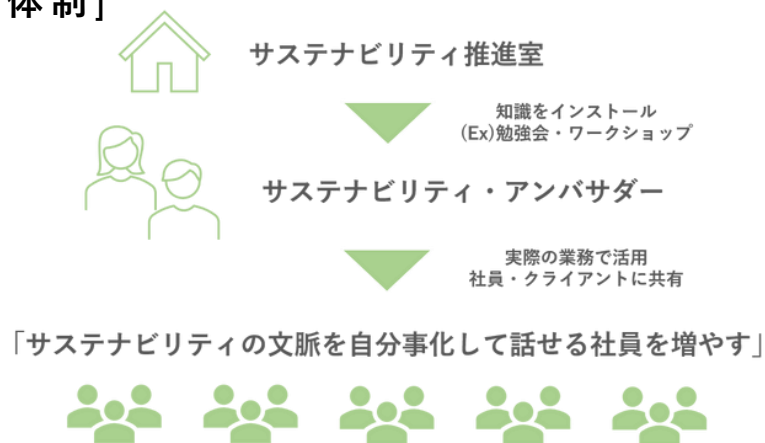 体制]
サステナビリティ推進室
知識をインストール
(Ex)勉強会・ワークショップ
サステナビリティ・アンバサダー
実際の業務で活用
社員・クライアントに共有
「サステナビリティの文脈を自分事化して話せる社員を増やす」